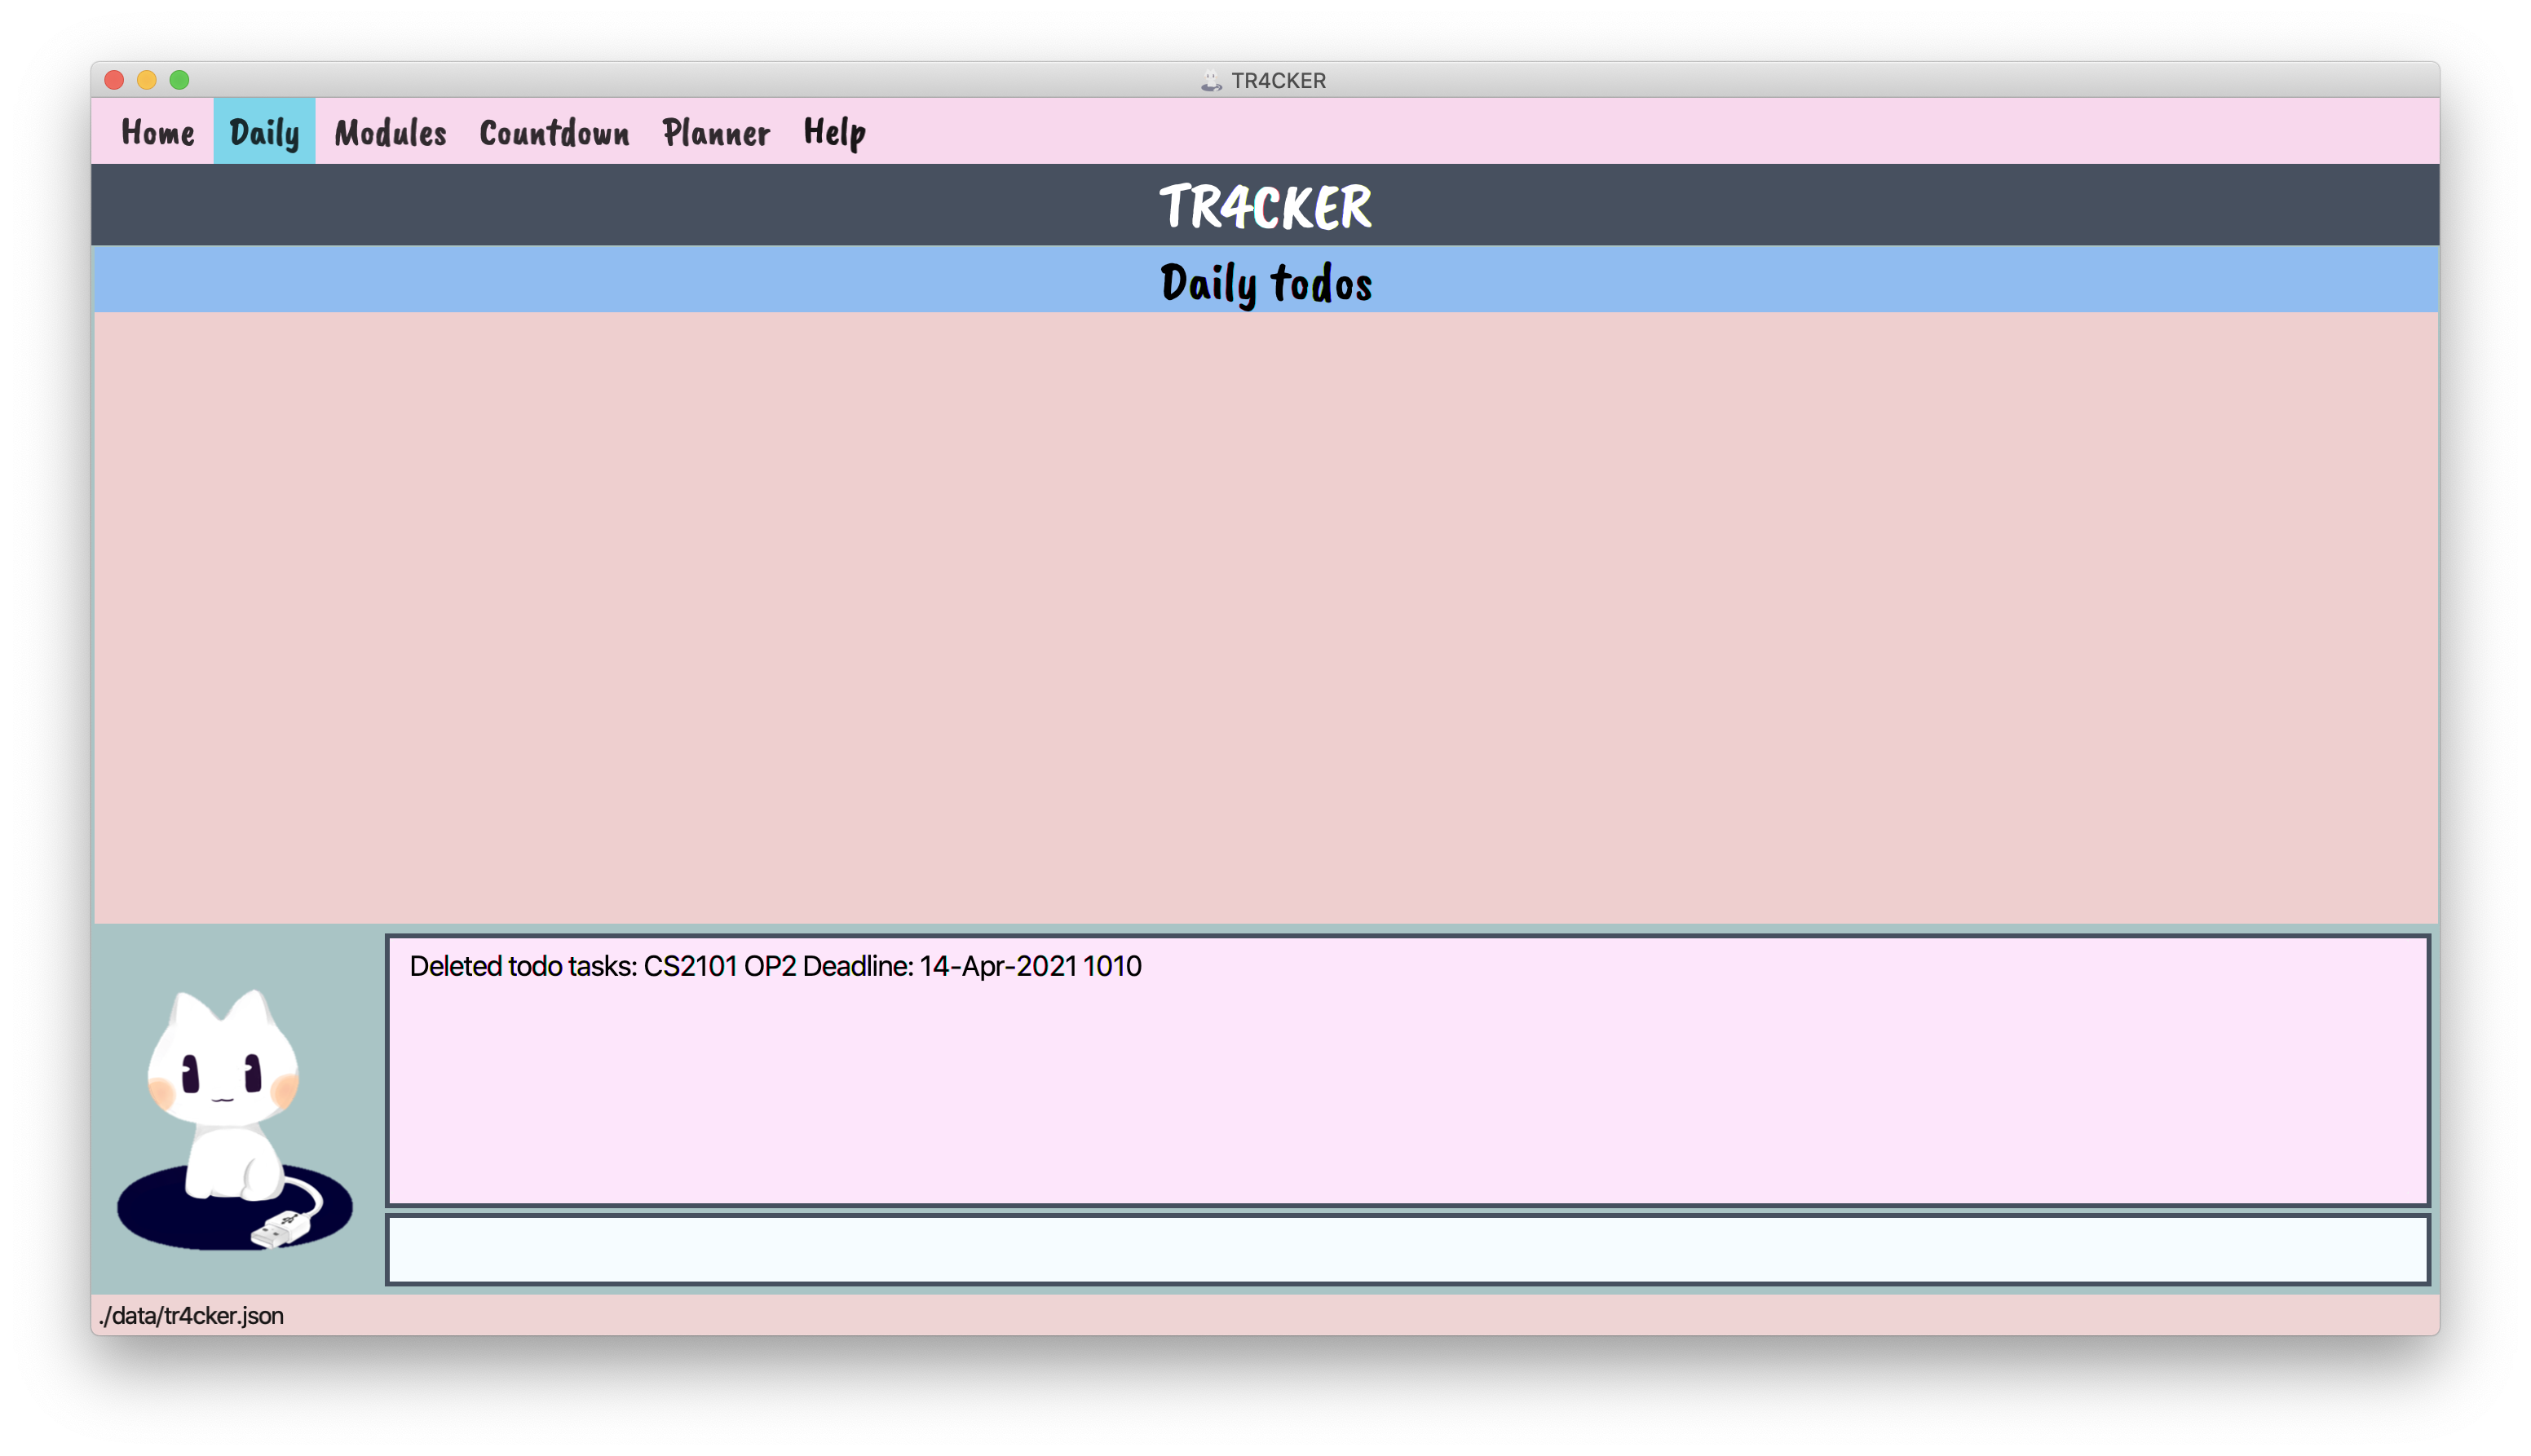 TR4CKER
Home Daily Modules Countdown Planner Help
TR4CKER
Daily todos
Deleted todo tasks: CS2101 OP2 Deadline: 14-Apr-2021 1010
./data/tr4cker.json